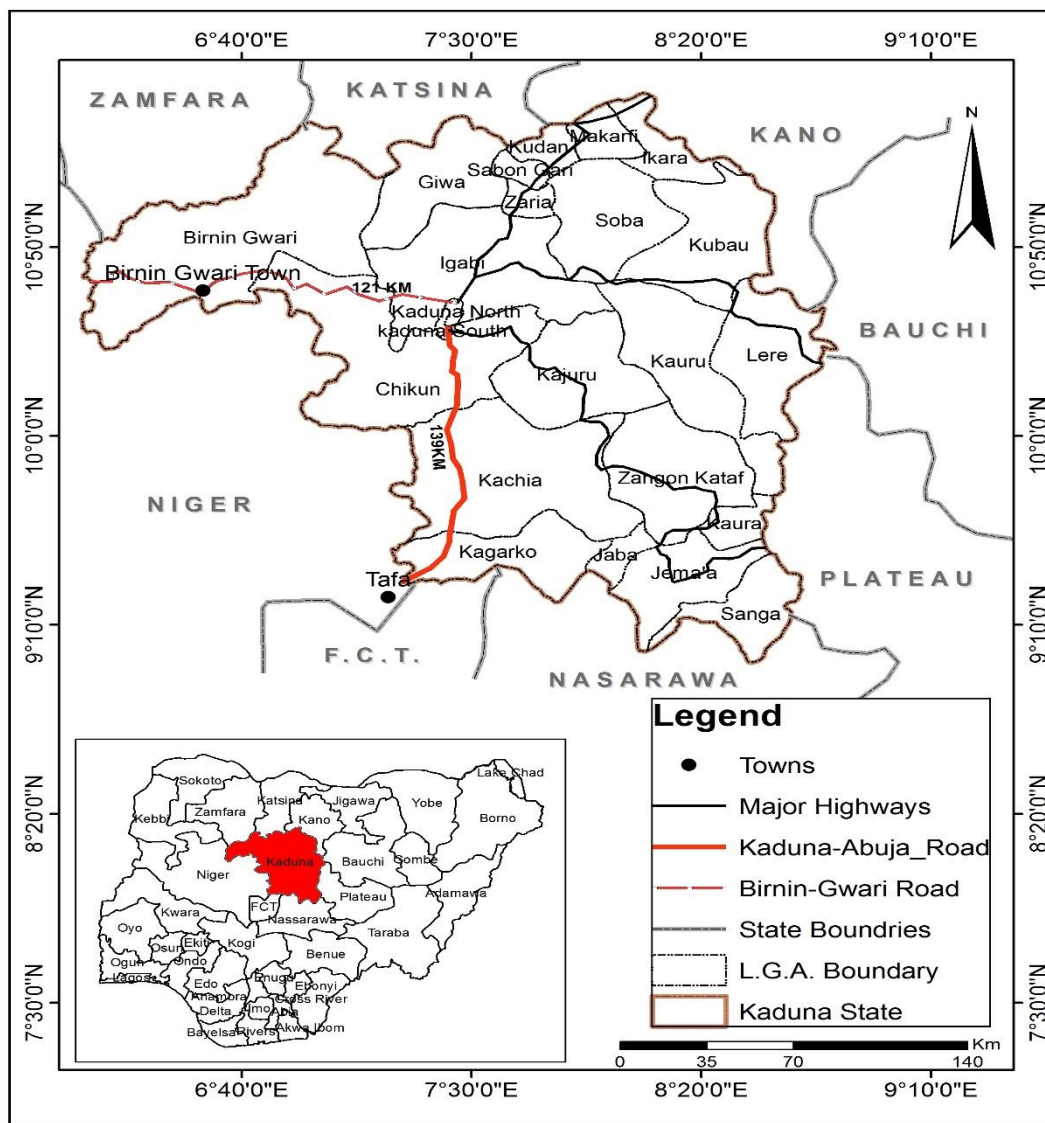 6°40'0"E 7°30'0"E 8°20'0"E 9°10'0"E
ZAMFARA
KATSINA
KANO
N
Makarfi
Kudan
Ikara
Sabon Gari
Giwa
Zaria
Soba
Kubau
10°50'0"N
10°50'0"N
Birnin Gwari
Igabi
Birnin Gwari Town
121 KM
Kaduna North
kaduna South
BAUCHI
Lere
Kauru
Kajuru
Chikun
139KM
10°0'0"N
10°0'0"N
Kachia
Zangon Kataf
NIGER
Kaura
Kagarko
Jaba
Jema'a
PLATEAU
Tafa
Sanga
9°10'0"N
9°10'0"N
F.C.T.
NASARAWA
Legend
Towns
Major Highways
Kaduna-Abuja_Road
Birnin-Gwari Road
State Boundries
L.G.A. Boundary
Kaduna State
Km
0 35 70 140
8°20'0"N
8°20'0"N
7°30'0"N
7°30'0"N
Lake Chad
Sokoto
Katsina
Jigawa
Yobe
Zamfara
Kano
Borno
Kebbi
Kaduna
Bauchi
Gombe
Niger
Adamawa
Plateau
FCT
Kwara
Nassarawa
Taraba
Oyo
Ekiti
Kogi
Osun
Benue
Ogun
Ondo
Lagos
Edo
Enugu
Ebonyi
Anamora
Cross River
Delta
Imo
Abia
Akwa Ibom
Bayelsa
Rivers
6°40'0"E 7°30'0"E 8°20'0"E 9°10'0"E